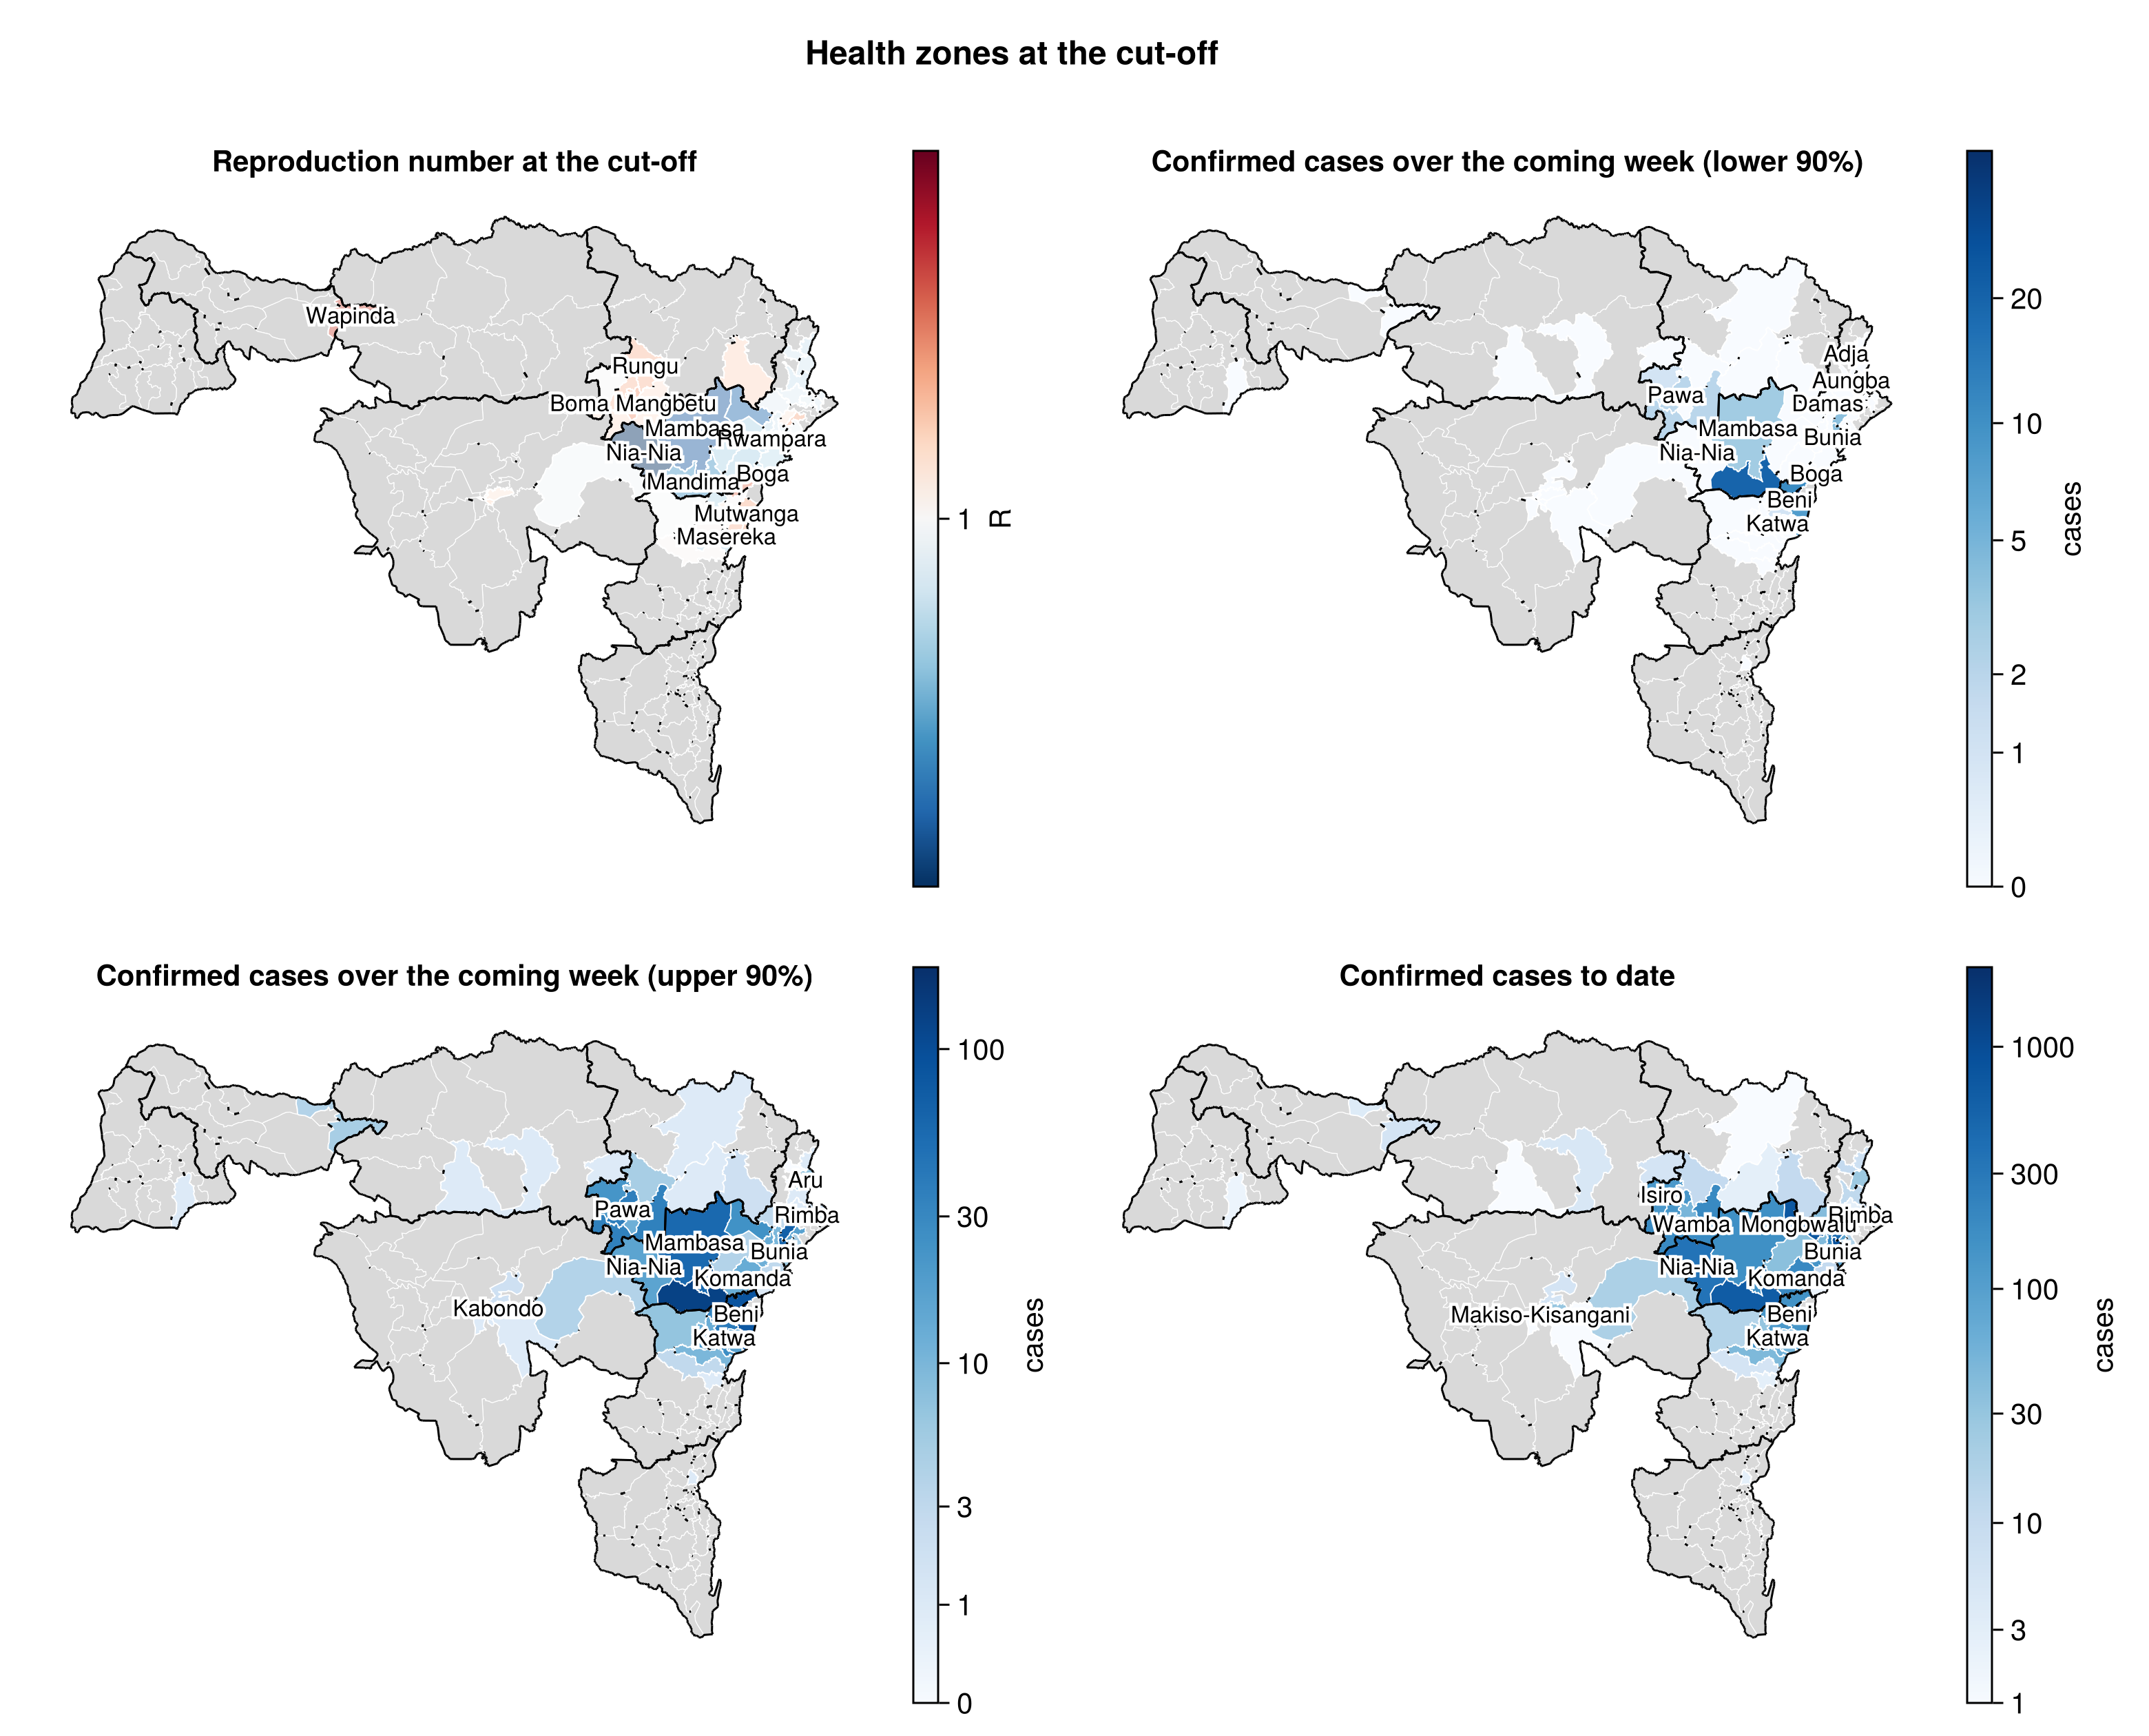 Health zones at the cut-off
Reproduction number at the cut-off
Wapinda
Rungu
Boma Mangbetu
Mambasa
Rwampara
Nia-Nia
Mandima
Boga
Mutwanga
Masereka
1
R
Confirmed cases over the coming week (lower 90%)
Adja
Aungba
Pawa
Damas
Mambasa
Bunia
Nia-Nia
Boga
Beni
Katwa
20
10
5
2
1
0
cases
Confirmed cases over the coming week (upper 90%)
Aru
Pawa
Rimba
Mambasa
Bunia
Nia-Nia
Komanda
Kabondo
Beni
Katwa
100
30
10
3
1
0
cases
Confirmed cases to date
Isiro
Rimba
Wamba
Mongbwalu
Bunia
Nia-Nia
Komanda
Makiso-Kisangani
Beni
Katwa
1000
300
100
30
10
3
1
cases